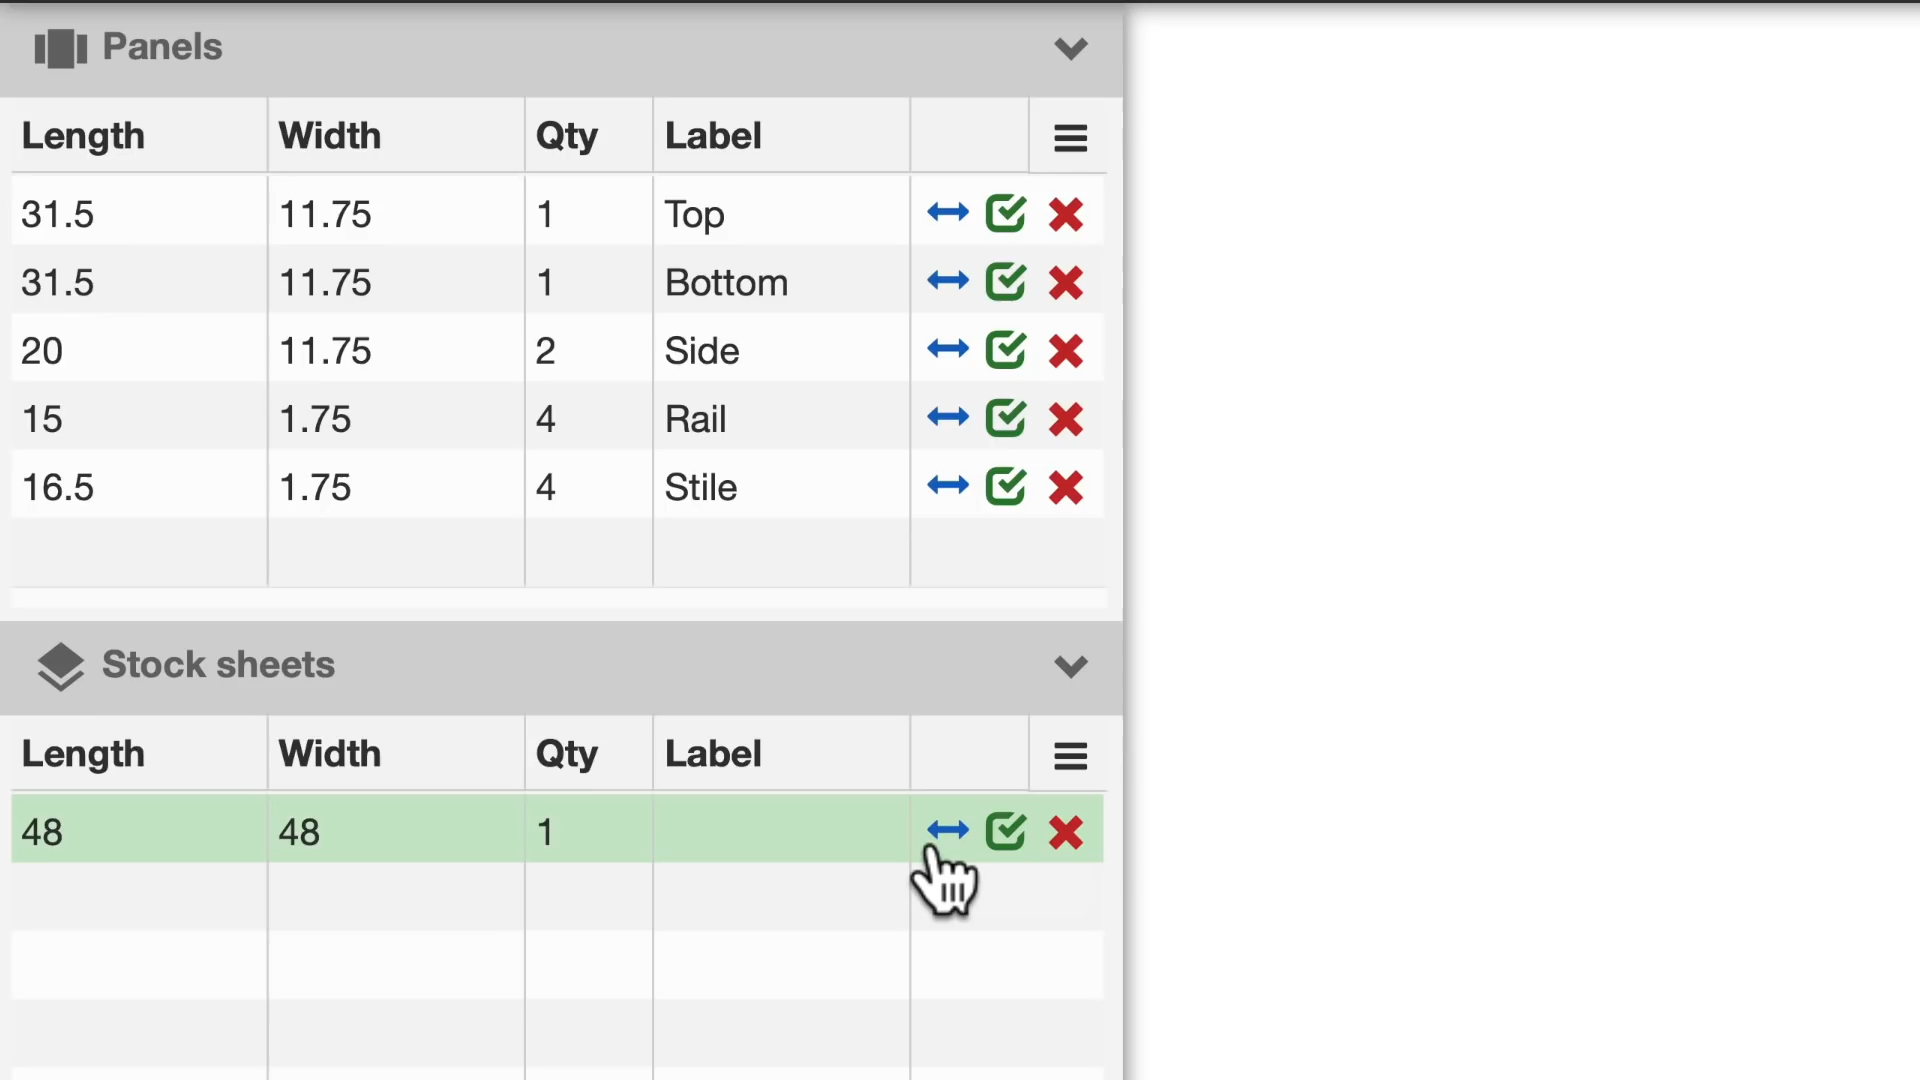 Panels
Length Width Qty Label
31.5 11.75 1 Top
31.5 11.75 1 Bottom
20 11.75 2 Side
15 1.75 4 Rail
16.5 1.75 4 Stile
Stock sheets
Length Width Qty Label
48 48 1